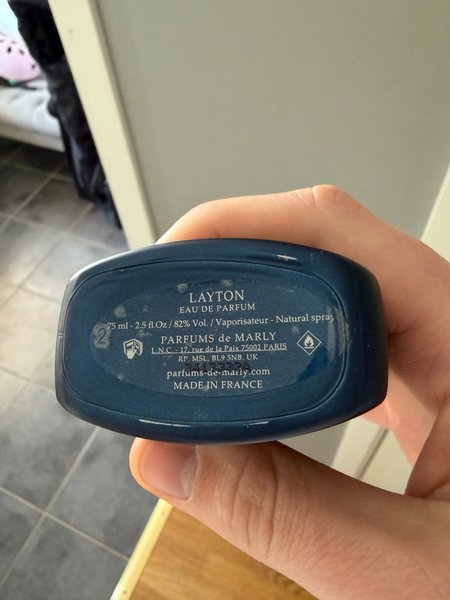 LAYTON
EAU DE PARFUM
75 ml - 2.5 fl.Oz / 82% Vol. / Vaporisateur - Natural spray
2
PARFUMS de MARLY
L.N.C. - 17, rue de la Paix 75002 PARIS
RP. MSL, BL9 5NB. UK
parfums-de-marly.com
MADE IN FRANCE